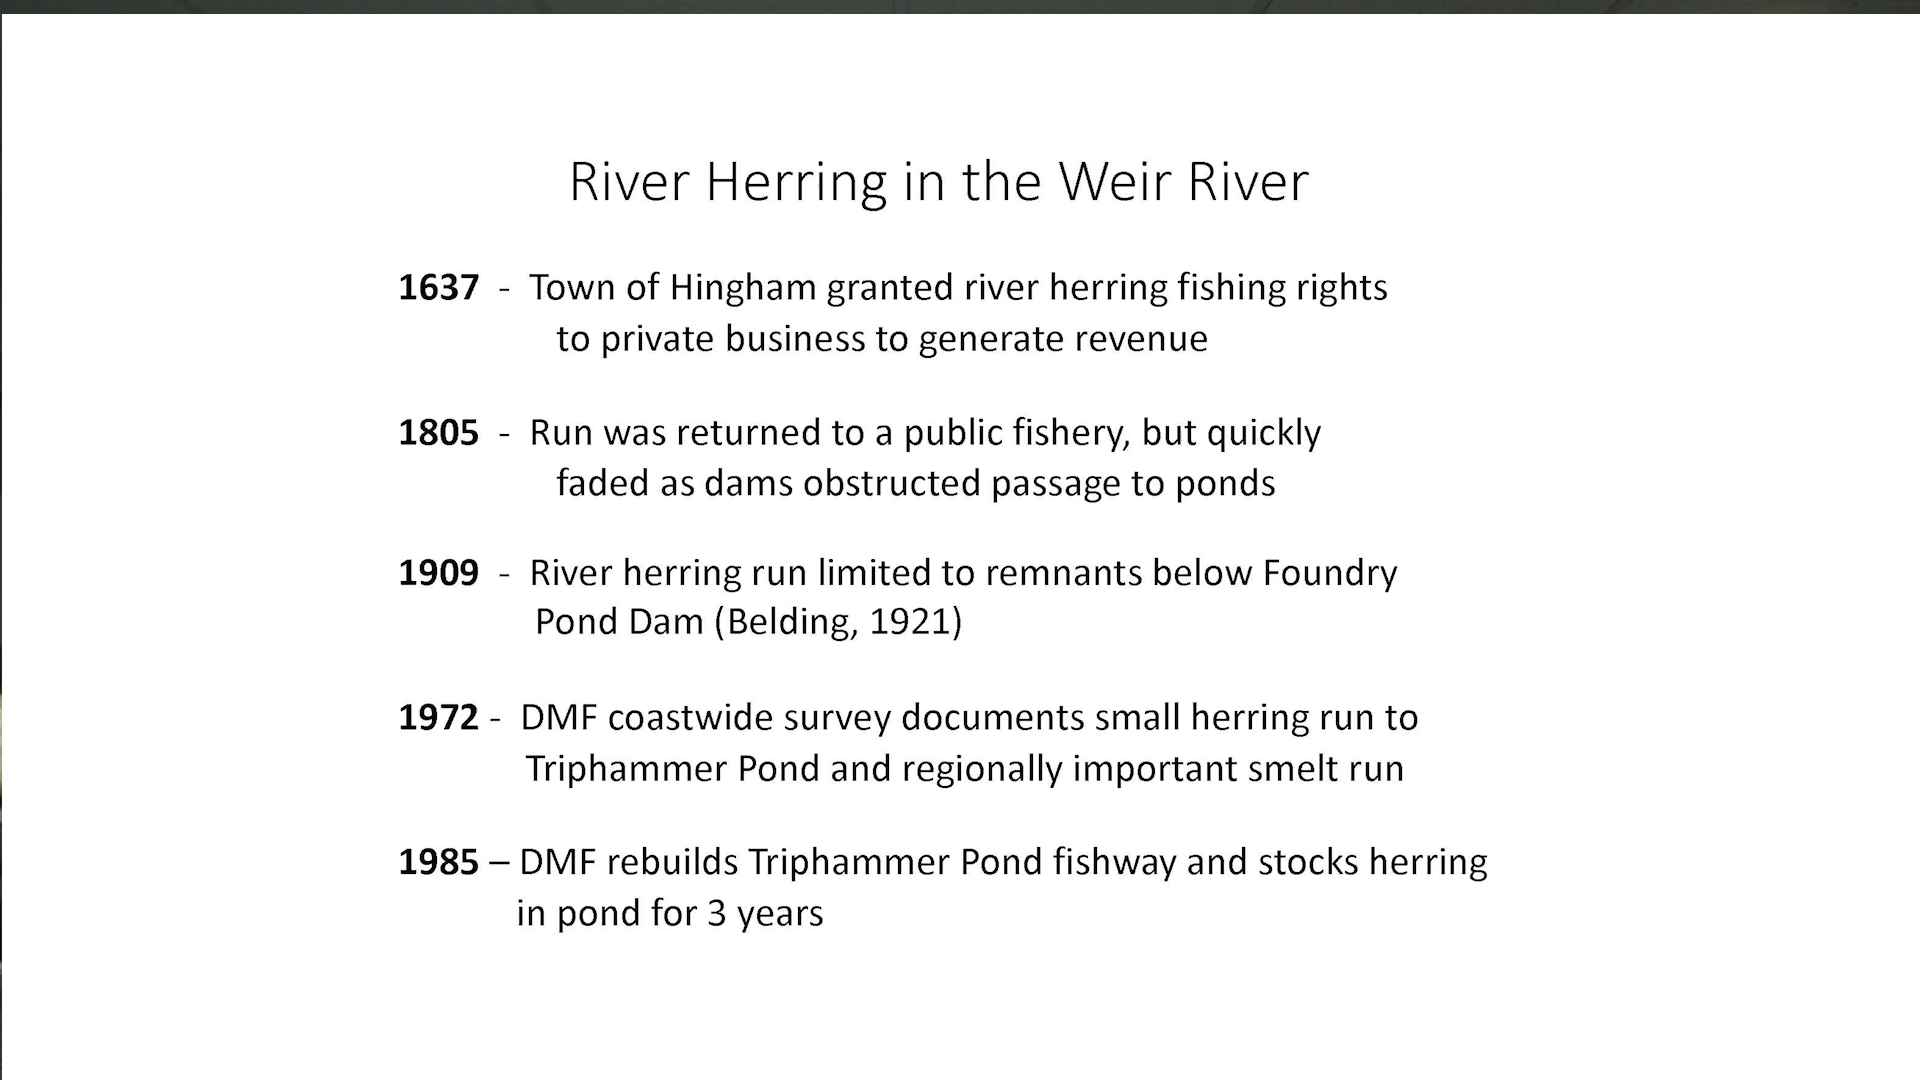 River Herring in the Weir River
1637 - Town of Hingham granted river herring fishing rights
to private business to generate revenue
1805 - Run was returned to a public fishery, but quickly
faded as dams obstructed passage to ponds
1909 - River herring run limited to remnants below Foundry
Pond Dam (Belding, 1921)
1972 - DMF coastwide survey documents small herring run to
Triphammer Pond and regionally important smelt run
1985 – DMF rebuilds Triphammer Pond fishway and stocks herring
in pond for 3 years